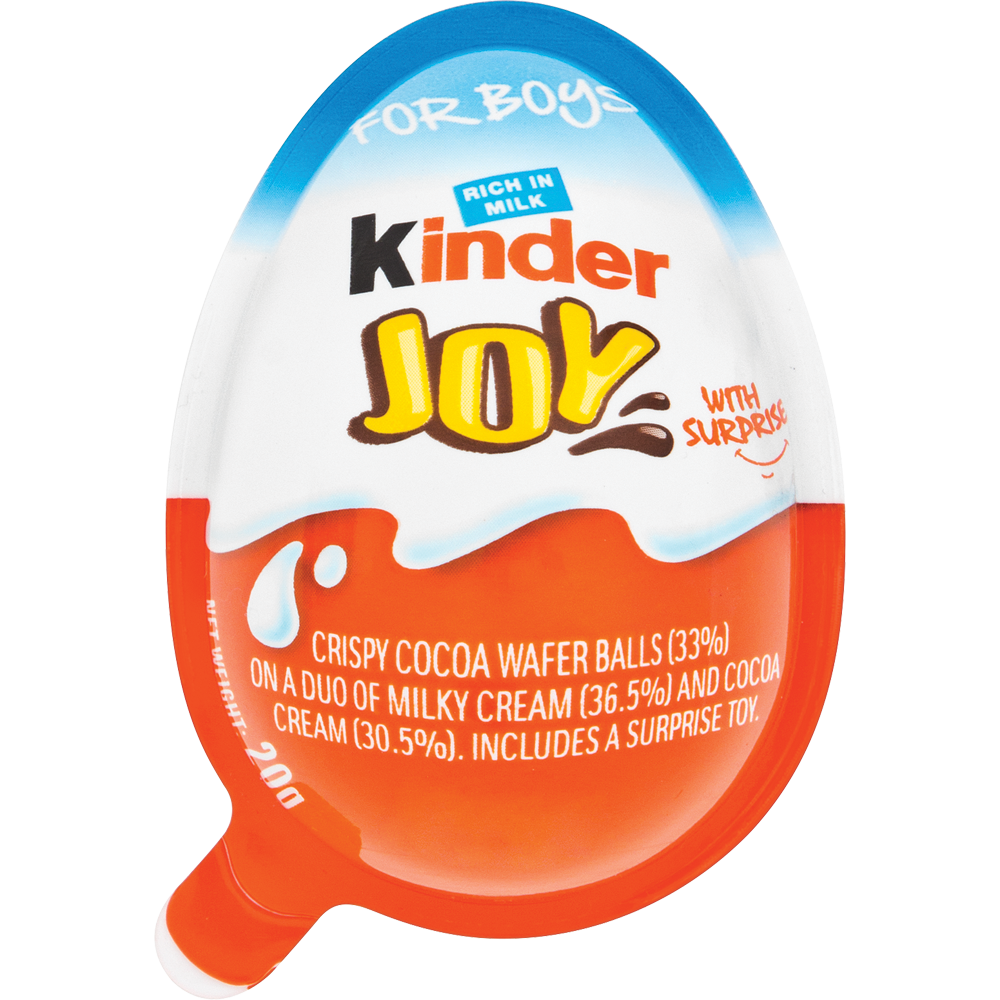 FOR BOYS
RICH IN
MILK
Kinder
JOY
WITH
SURPRISE
CRISPY COCOA WAFER BALLS (33%)
ON A DUO OF MILKY CREAM (36.5%) AND COCOA
CREAM (30.5%). INCLUDES A SURPRISE TOY.
NET WEIGHT: 20g